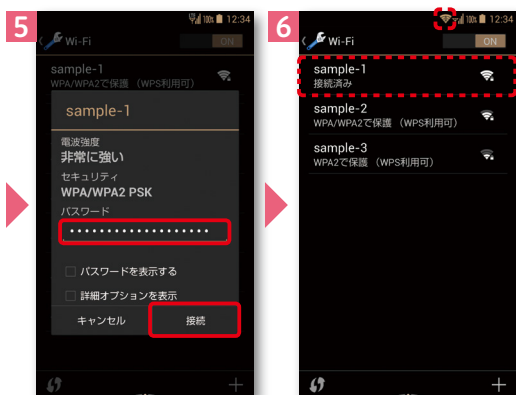 5
100% 12:34
Wi-Fi
ON
sample-1
WPA/WPA2で保護 (WPS利用可)
sample-1
電波強度
非常に強い
セキュリティ
WPA/WPA2 PSK
パスワード
•••••••••••••••••••
パスワードを表示する
詳細オプションを表示
キャンセル
接続
6
100% 12:34
Wi-Fi
ON
sample-1
接続済み
sample-2
WPA/WPA2で保護 (WPS利用可)
sample-3
WPA2で保護 (WPS利用可)